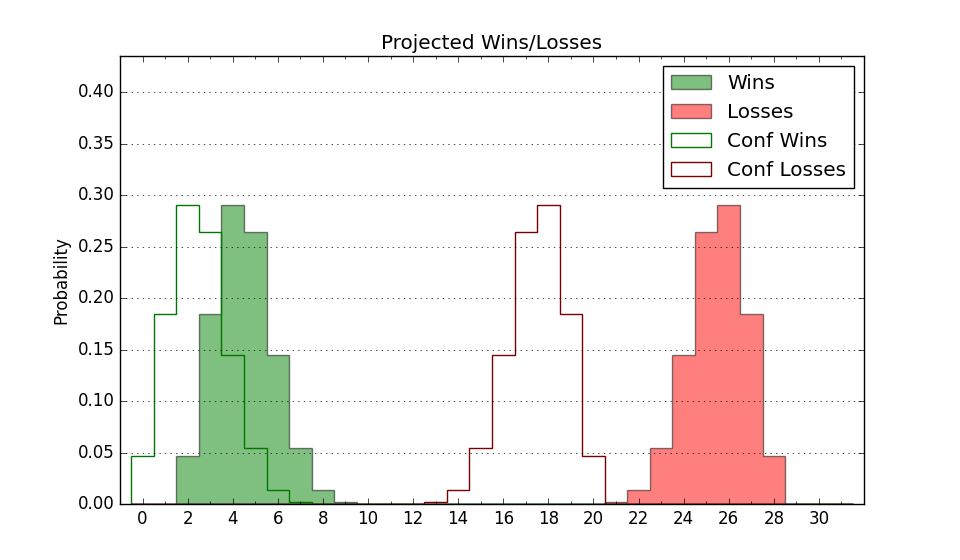 Projected Wins/Losses
Probability
0.40
0.35
0.30
0.25
0.20
0.15
0.10
0.05
0.00
0 2 4 6 8 10 12 14 16 18 20 22 24 26 28 30
Wins
Losses
Conf Wins
Conf Losses